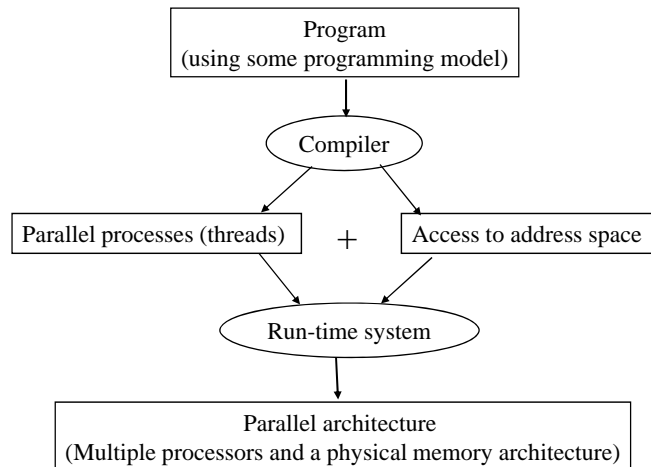 Program
(using some programming model)
Compiler
Parallel processes (threads)
+
Access to address space
Run-time system
Parallel architecture
(Multiple processors and a physical memory architecture)